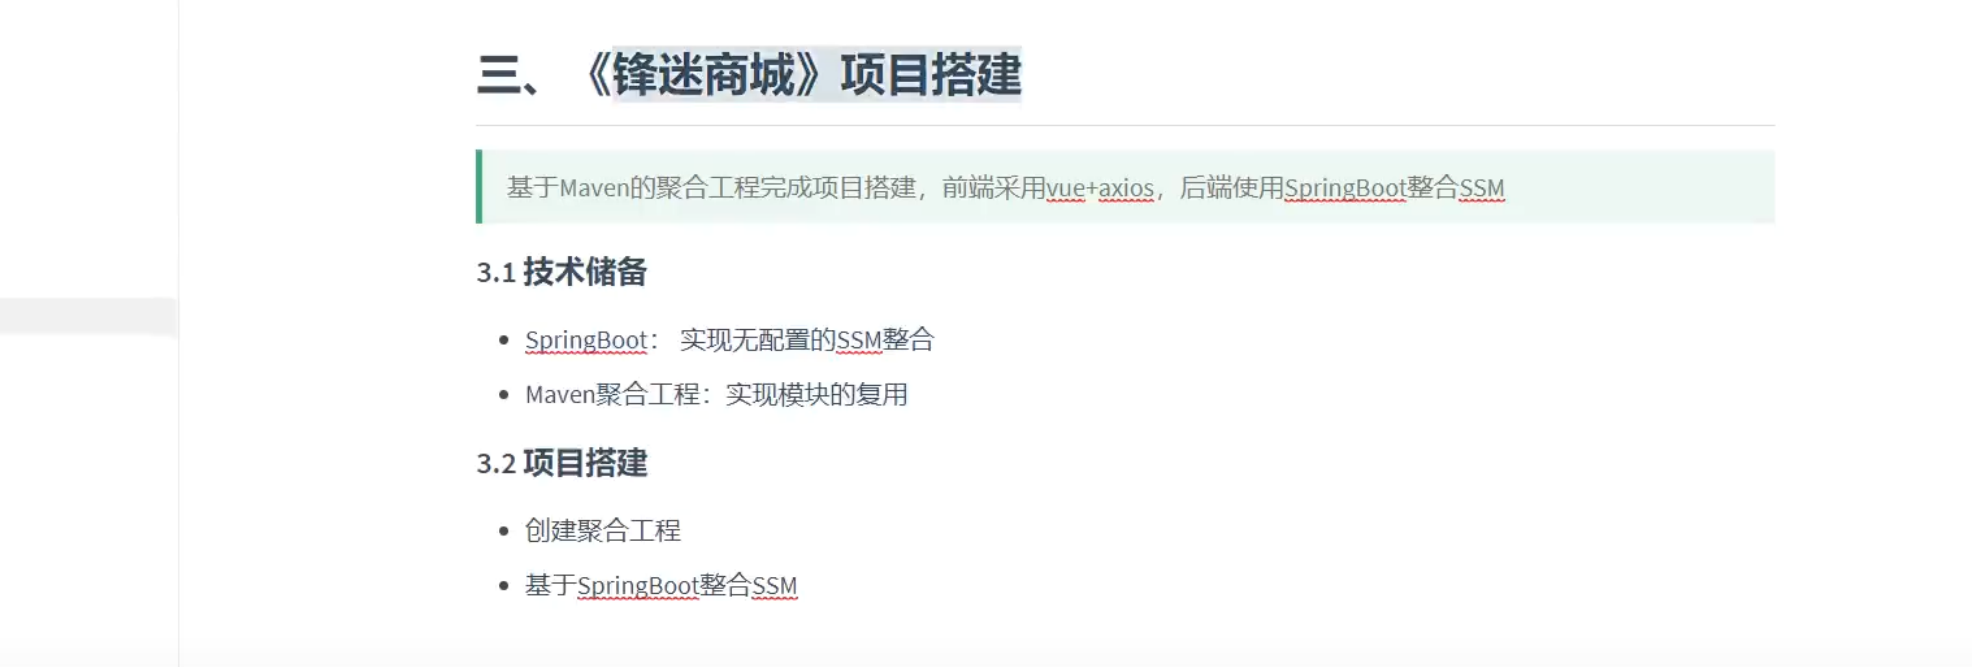 三、《锋迷商城》项目搭建
基于Maven的聚合工程完成项目搭建，前端采用vue+axios，后端使用SpringBoot整合SSM
3.1 技术储备
SpringBoot： 实现无配置的SSM整合
Maven聚合工程：实现模块的复用
3.2 项目搭建
创建聚合工程
基于SpringBoot整合SSM